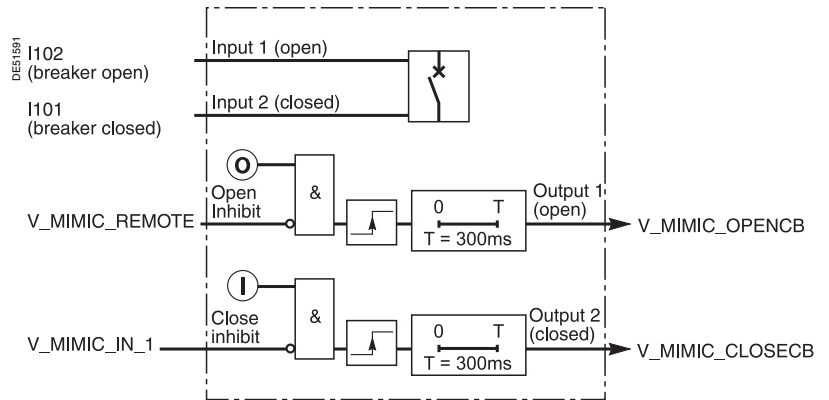 DE51591
I102
(breaker open)
Input 1 (open)
I101
(breaker closed)
Input 2 (closed)
O
Open
Inhibit
&
V_MIMIC_REMOTE
0 T
T = 300ms
Output 1
(open)
V_MIMIC_OPENCB
I
Close
inhibit
&
V_MIMIC_IN_1
0 T
T = 300ms
Output 2
(closed)
V_MIMIC_CLOSECB